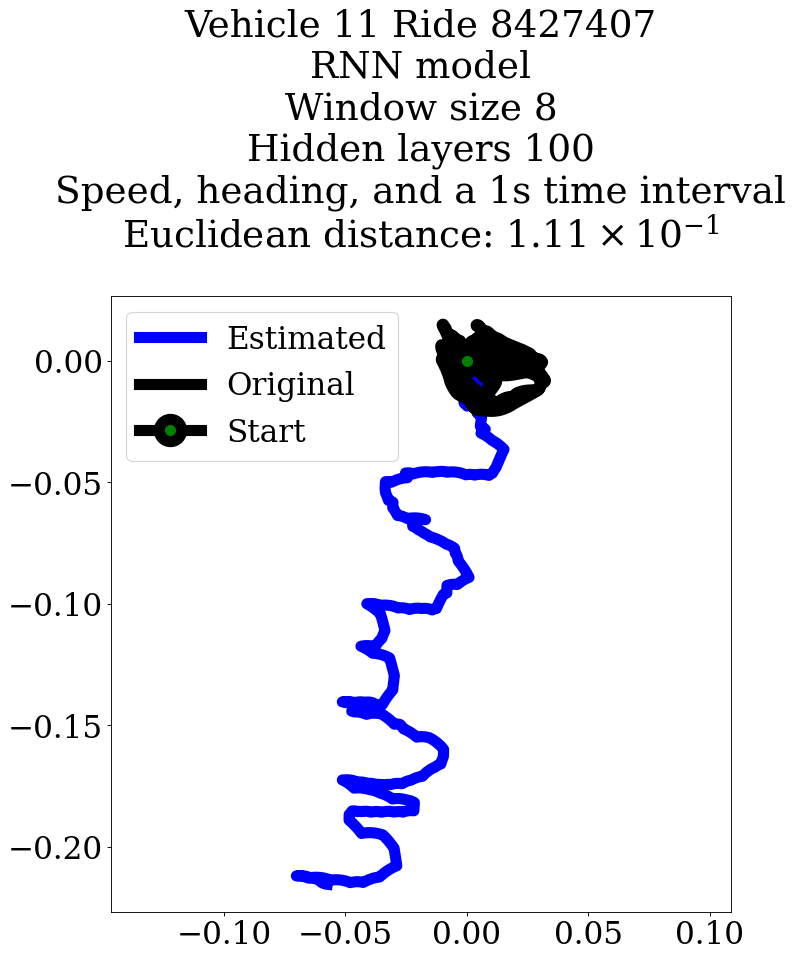 Vehicle 11 Ride 8427407
RNN model
Window size 8
Hidden layers 100
Speed, heading, and a 1s time interval
Euclidean distance: 1.11 × 10⁻¹
Estimated
Original
Start
0.00
−0.05
−0.10
−0.15
−0.20
−0.10 −0.05 0.00 0.05 0.10